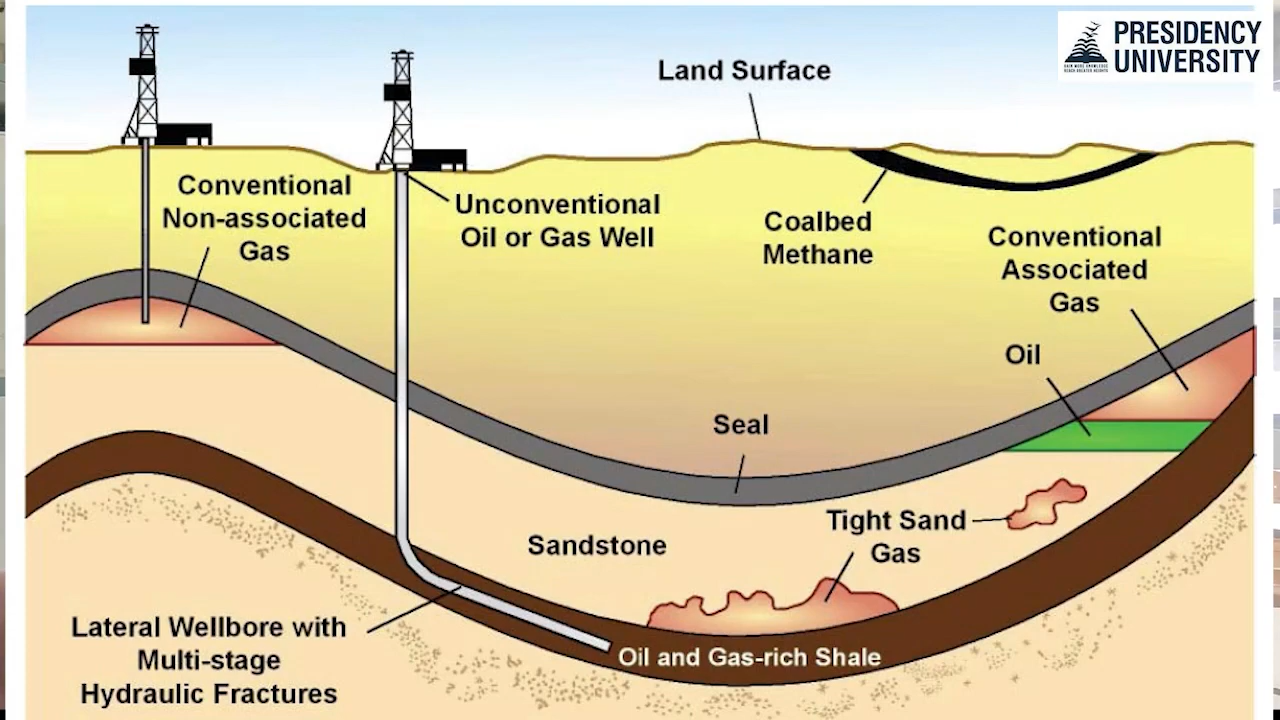 PRESIDENCY
UNIVERSITY
Land Surface
Conventional
Non-associated
Gas
Unconventional
Oil or Gas Well
Coalbed
Methane
Conventional
Associated
Gas
Oil
Seal
Tight Sand
Gas
Sandstone
Lateral Wellbore with
Multi-stage
Hydraulic Fractures
Oil and Gas-rich Shale